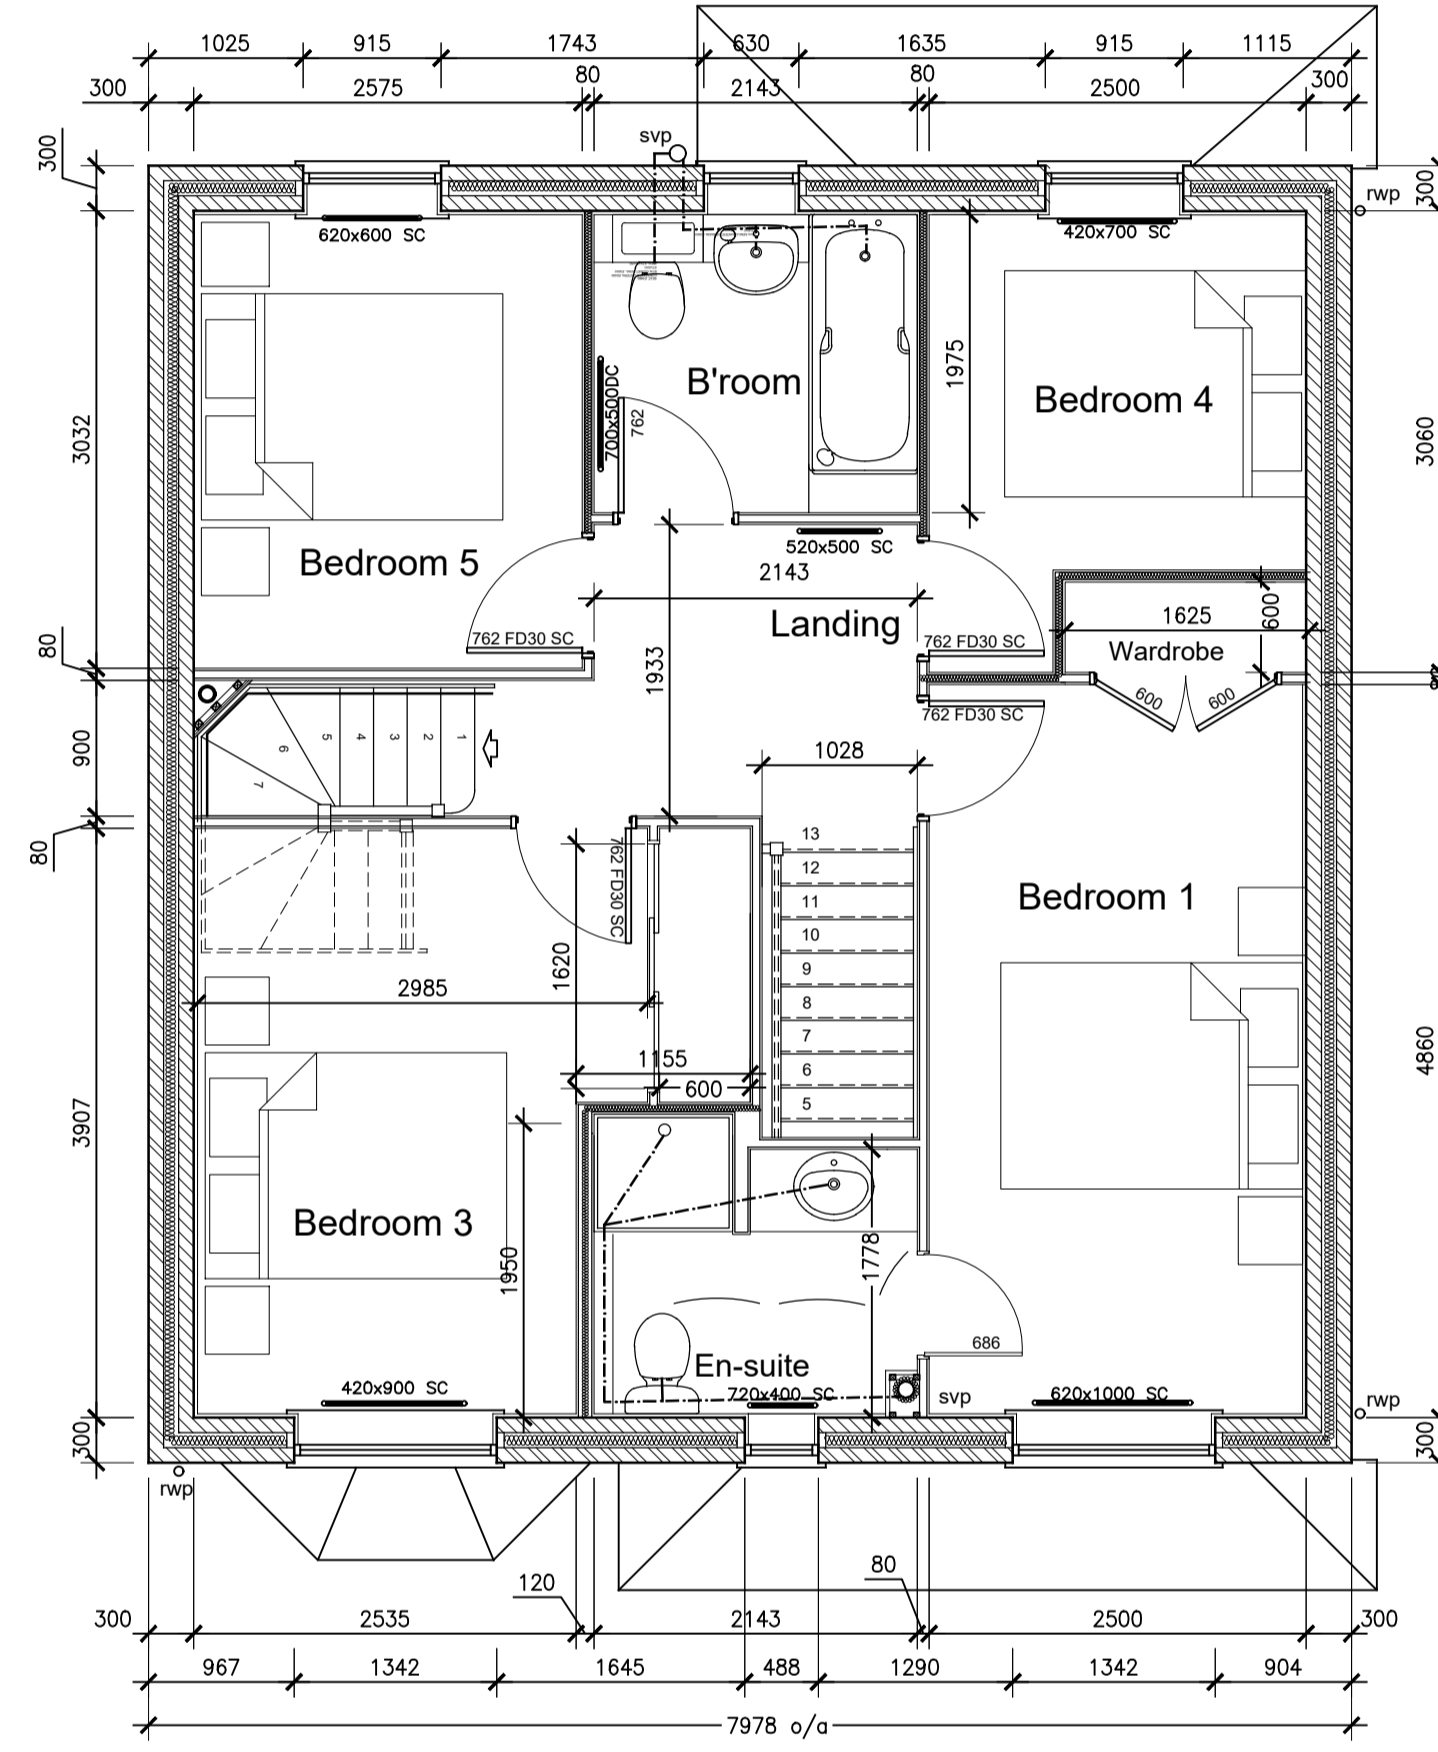 1025 915 1743 630 1635 915 1115
300 2575 80 2143 80 2500 300
svp
300
300
rwp
620x600 SC
420x700 SC
B'room
Bedroom 4
1975
3032
3060
700x500DC
762
520x500 SC
2143
Bedroom 5
Landing
762 FD30 SC
762 FD30 SC
1625
600
Wardrobe
600 600
80
1933
762 FD30 SC
900
1 2 3 4 5 6 7
1028
80
762 FD30 SC
13
12
11
10
9
8
7
6
5
Bedroom 1
1620
2985
1155
600
4860
3907
Bedroom 3
1950
1778
686
En-suite
420x900 SC
720x400 SC
svp
620x1000 SC
rwp
300
300
rwp
120
80
300 2535 2143 2500 300
967 1342 1645 488 1290 1342 904
7978 o/a